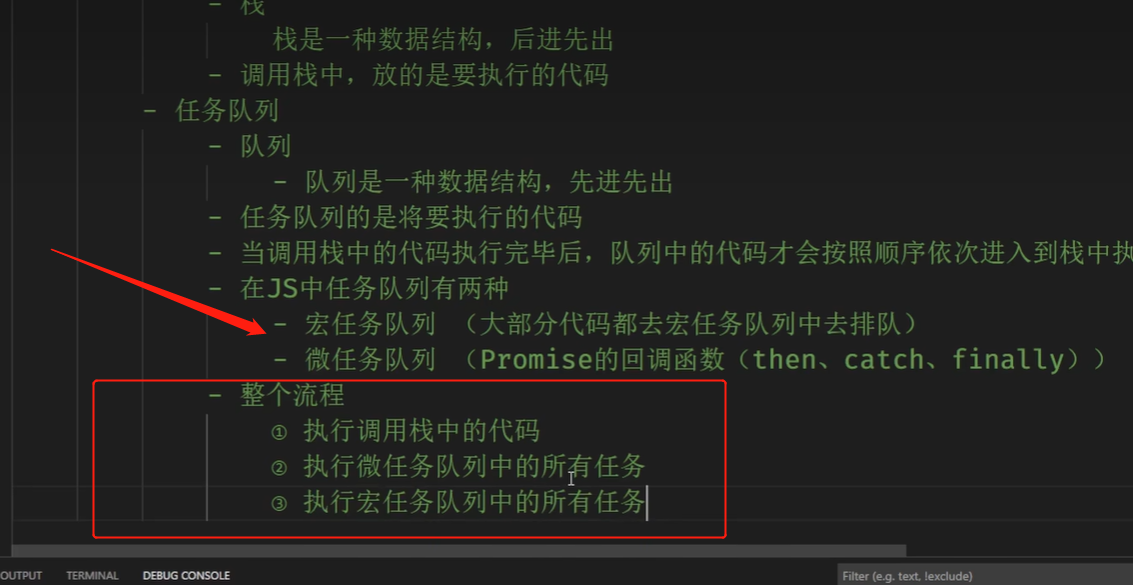 - 栈
栈是一种数据结构，后进先出
- 调用栈中，放的是要执行的代码
- 任务队列
- 队列
- 队列是一种数据结构，先进先出
- 任务队列的是将要执行的代码
- 当调用栈中的代码执行完毕后，队列中的代码才会按照顺序依次进入到栈中执
- 在JS中任务队列有两种
- 宏任务队列 （大部分代码都去宏任务队列中去排队）
- 微任务队列 （Promise的回调函数（then、catch、finally））
- 整个流程
① 执行调用栈中的代码
② 执行微任务队列中的所有任务
③ 执行宏任务队列中的所有任务
OUTPUT TERMINAL DEBUG CONSOLE Filter (e.g. text, !exclude)